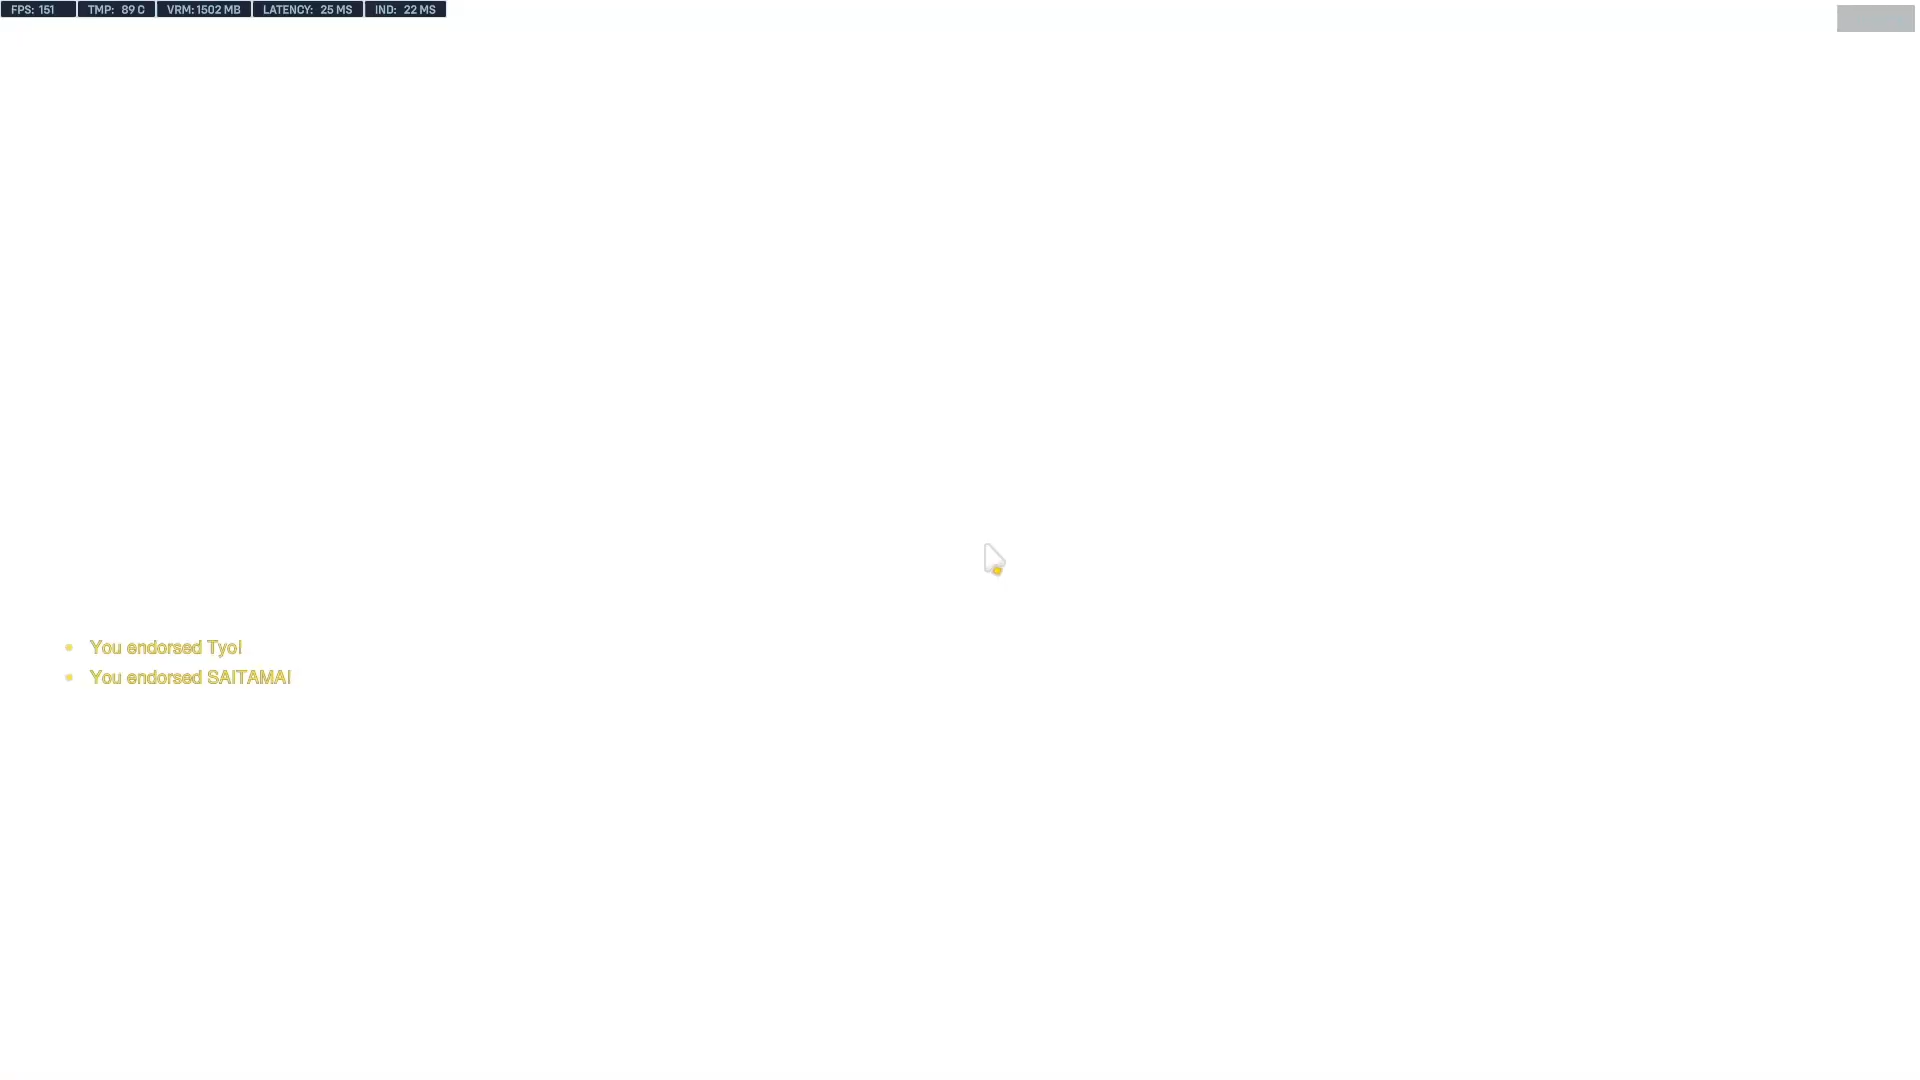 FPS: 151 TMP: 89 C VRM: 1502 MB LATENCY: 25 MS IND: 22 MS
You endorsed Tyo!
You endorsed SAITAMA!